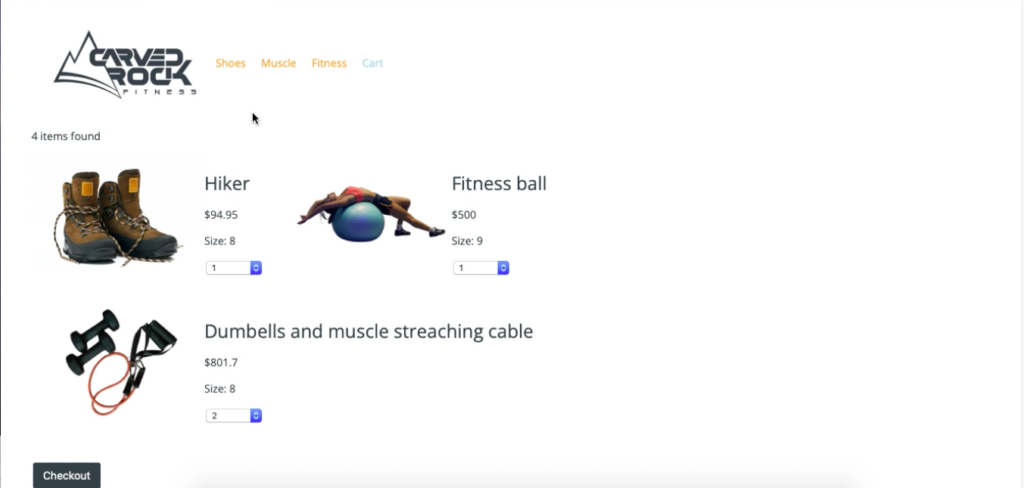 CARVED
ROCK
FITNESS
Shoes Muscle Fitness Cart
4 items found
Hiker
$94.95
Size: 8
1
Fitness ball
$500
Size: 9
1
Dumbells and muscle streaching cable
$801.7
Size: 8
2
Checkout